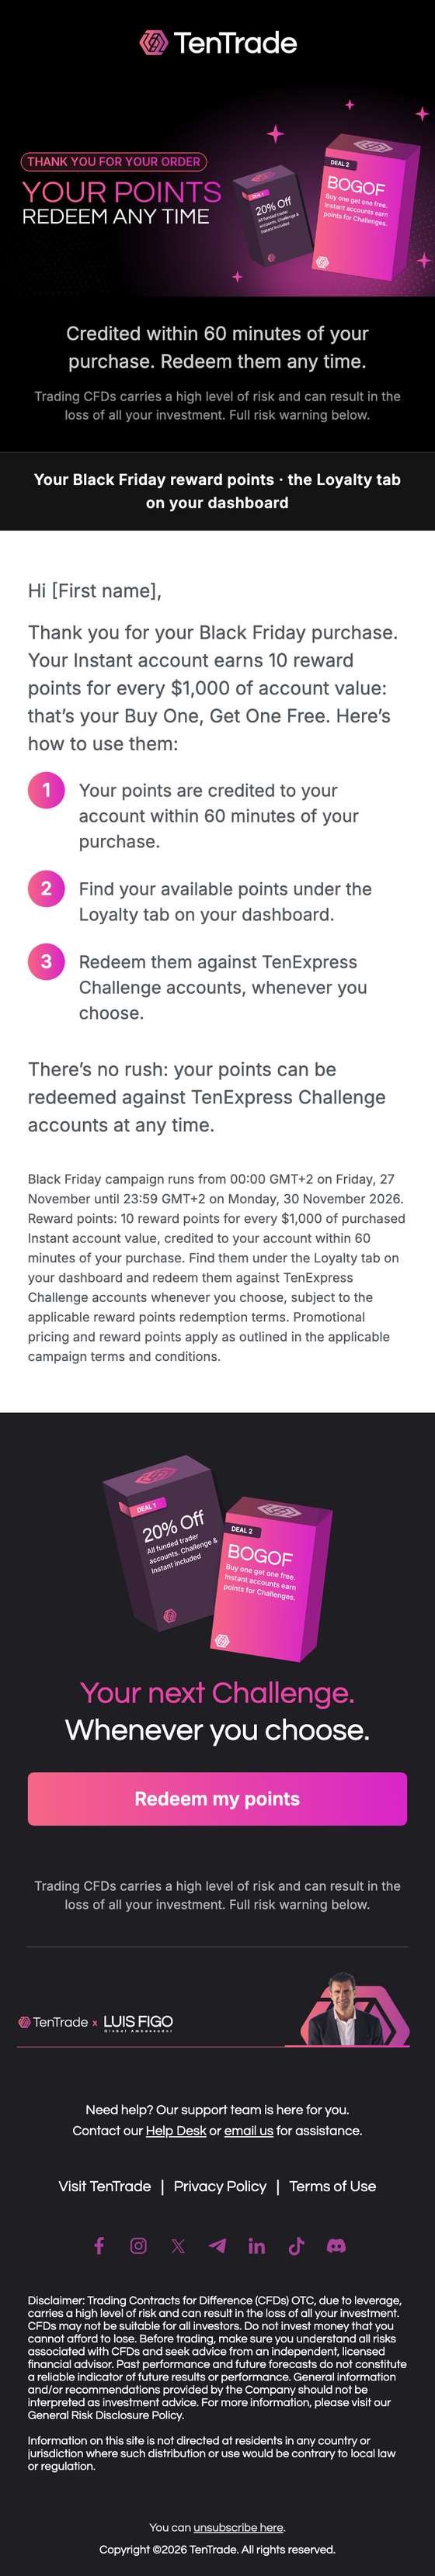 TenTrade
THANK YOU FOR YOUR ORDER
YOUR POINTS
REDEEM ANY TIME
DEAL 1
20% Off
All funded trader
accounts. Challenge &
Instant included
DEAL 2
BOGOF
Buy one get one free.
Instant accounts earn
points for Challenges.
Credited within 60 minutes of your
purchase. Redeem them any time.
Trading CFDs carries a high level of risk and can result in the
loss of all your investment. Full risk warning below.
Your Black Friday reward points · the Loyalty tab
on your dashboard
Hi [First name],
Thank you for your Black Friday purchase.
Your Instant account earns 10 reward
points for every $1,000 of account value:
that’s your Buy One, Get One Free. Here’s
how to use them:
1
Your points are credited to your
account within 60 minutes of your
purchase.
2
Find your available points under the
Loyalty tab on your dashboard.
3
Redeem them against TenExpress
Challenge accounts, whenever you
choose.
There’s no rush: your points can be
redeemed against TenExpress Challenge
accounts at any time.
Black Friday campaign runs from 00:00 GMT+2 on Friday, 27
November until 23:59 GMT+2 on Monday, 30 November 2026.
Reward points: 10 reward points for every $1,000 of purchased
Instant account value, credited to your account within 60
minutes of your purchase. Find them under the Loyalty tab on
your dashboard and redeem them against TenExpress
Challenge accounts whenever you choose, subject to the
applicable reward points redemption terms. Promotional
pricing and reward points apply as outlined in the applicable
campaign terms and conditions.
DEAL 1
20% Off
All funded trader
accounts. Challenge &
Instant included
DEAL 2
BOGOF
Buy one get one free.
Instant accounts earn
points for Challenges.
Your next Challenge.
Whenever you choose.
Redeem my points
Trading CFDs carries a high level of risk and can result in the
loss of all your investment. Full risk warning below.
TenTrade x LUIS FIGO
Global Ambassador
Need help? Our support team is here for you.
Contact our Help Desk or email us for assistance.
Visit TenTrade | Privacy Policy | Terms of Use
Disclaimer: Trading Contracts for Difference (CFDs) OTC, due to leverage,
carries a high level of risk and can result in the loss of all your investment.
CFDs may not be suitable for all investors. Do not invest money that you
cannot afford to lose. Before trading, make sure you understand all risks
associated with CFDs and seek advice from an independent, licensed
financial advisor. Past performance and future forecasts do not constitute
a reliable indicator of future results or performance. General information
and/or recommendations provided by the Company should not be
interpreted as investment advice. For more information, please visit our
General Risk Disclosure Policy.
Information on this site is not directed at residents in any country or
jurisdiction where such distribution or use would be contrary to local law
or regulation.
You can unsubscribe here.
Copyright ©2026 TenTrade. All rights reserved.